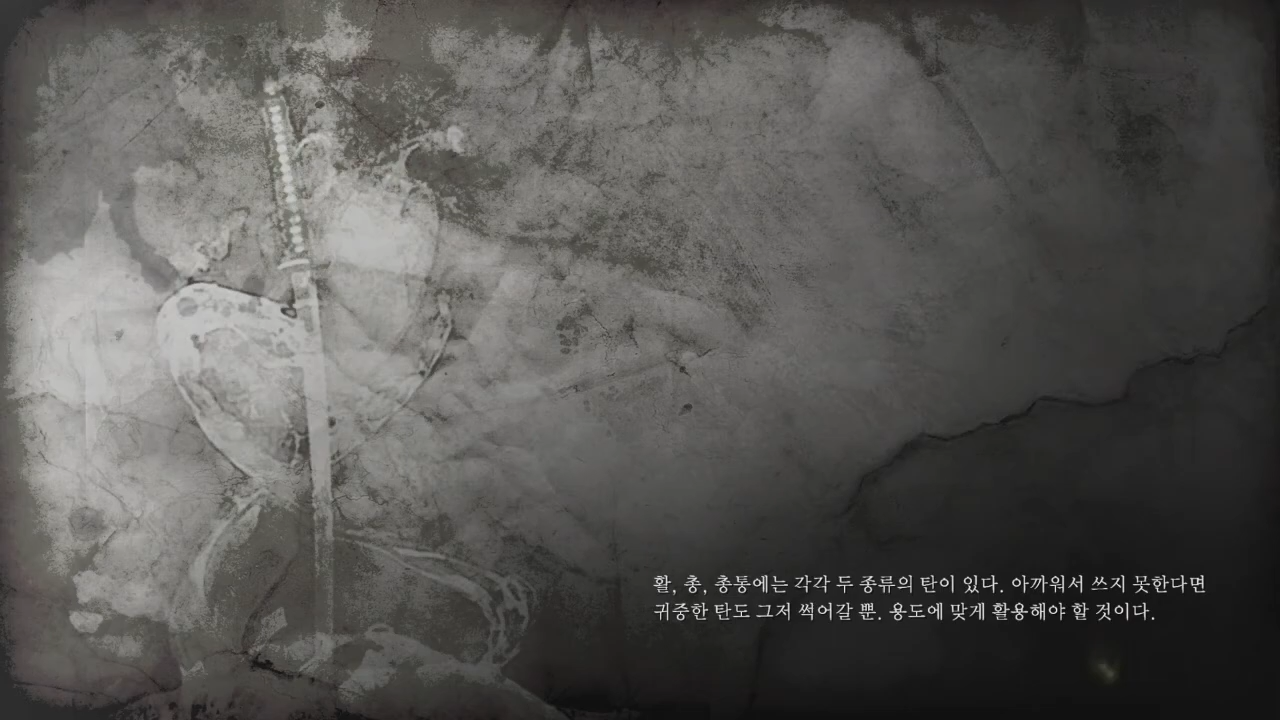 활, 총, 총통에는 각각 두 종류의 탄이 있다. 아까워서 쓰지 못한다면
귀중한 탄도 그저 썩어갈 뿐. 용도에 맞게 활용해야 할 것이다.